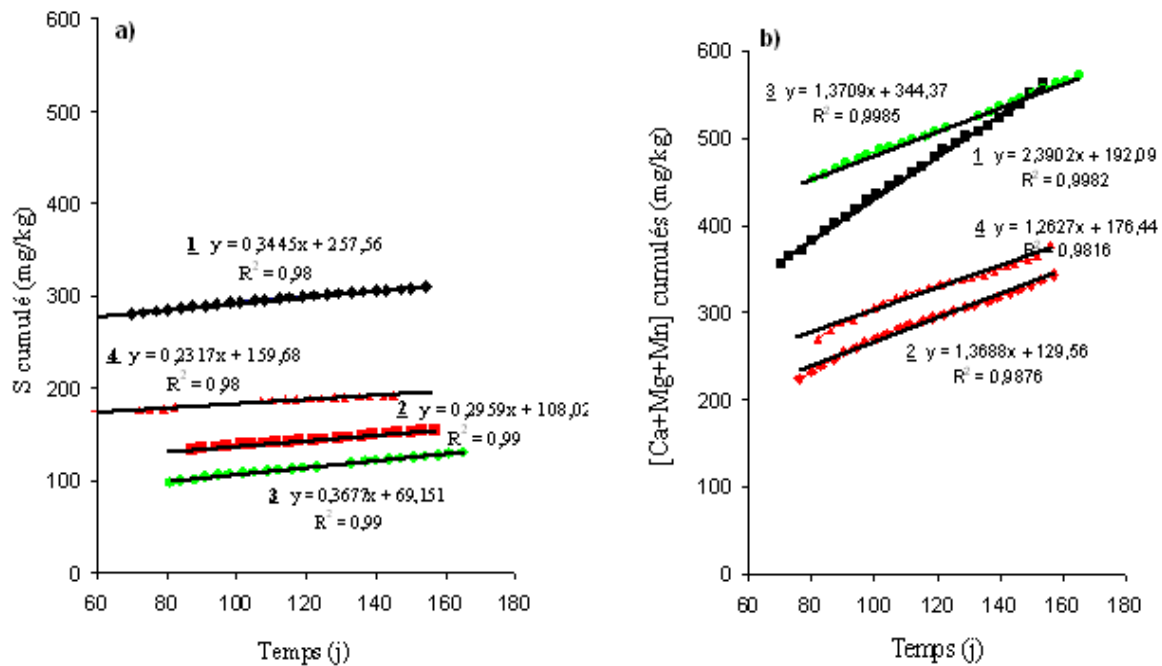 a)
600
500
400
300
200
100
0
S cumulé (mg/kg)
1 y = 0,3445x + 257,56
R² = 0,98
4 y = 0,2317x + 159,68
R² = 0,98
2 y = 0,2959x + 108,02
R² = 0,99
3 y = 0,3677x + 69,151
R² = 0,99
60 80 100 120 140 160 180
Temps (j)
b)
600
500
400
300
200
100
0
[Ca+Mg+Mn] cumulés (mg/kg)
3 y = 1,3709x + 344,37
R² = 0,9985
1 y = 2,3902x + 192,09
R² = 0,9982
4 y = 1,2627x + 176,44
R² = 0,9816
2 y = 1,3688x + 129,56
R² = 0,9876
60 80 100 120 140 160 180
Temps (j)